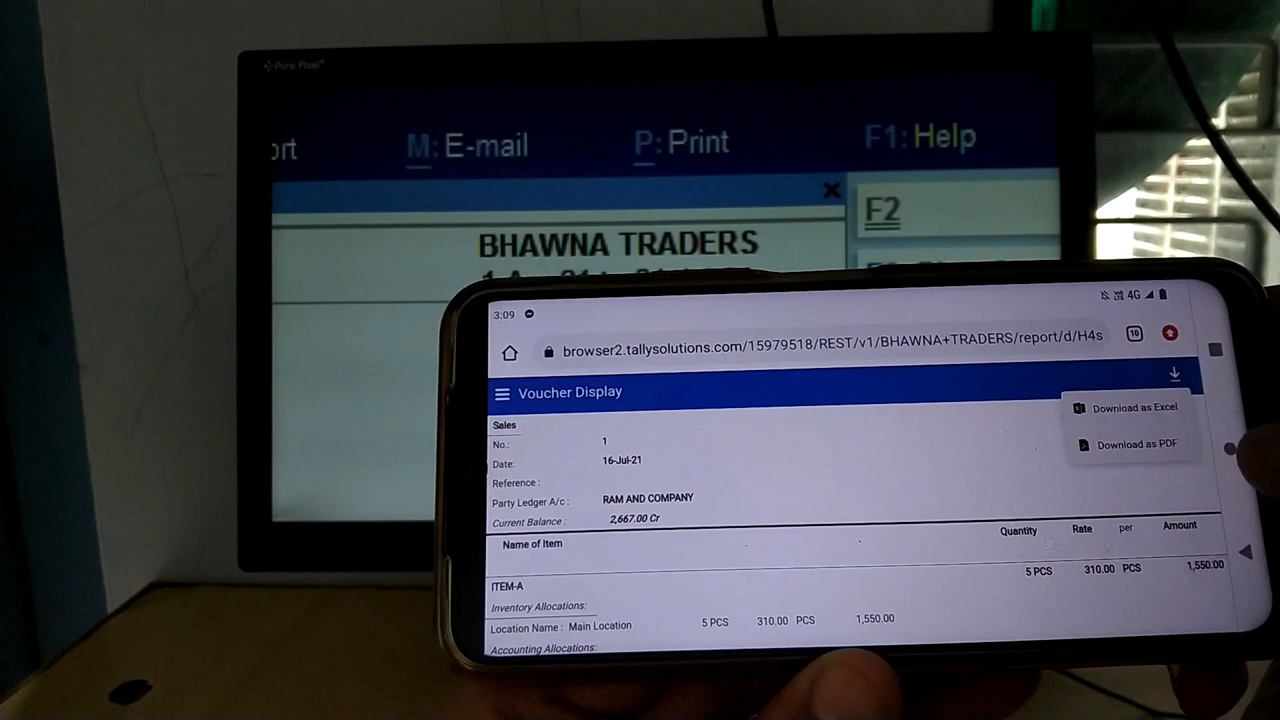 Pure Pixel
ort M: E-mail P: Print F1: Help
F2
BHAWNA TRADERS
3:09 4G
browser2.tallysolutions.com/15979518/REST/v1/BHAWNA+TRADERS/report/d/H4s 10
Voucher Display
Download as Excel
Download as PDF
Sales
No.: 1
Date: 16-Jul-21
Reference :
Party Ledger A/c : RAM AND COMPANY
Current Balance : 2,667.00 Cr
Name of Item Quantity Rate per Amount
ITEM-A 5 PCS 310.00 PCS 1,550.00
Inventory Allocations:
Location Name : Main Location 5 PCS 310.00 PCS 1,550.00
Accounting Allocations: